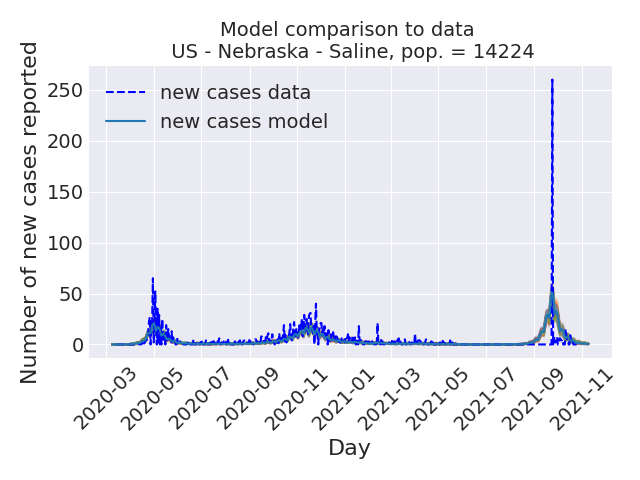 Model comparison to data
US - Nebraska - Saline, pop. = 14224
Number of new cases reported
250
200
150
100
50
0
new cases data
new cases model
2020-03
2020-05
2020-07
2020-09
2020-11
2021-01
2021-03
2021-05
2021-07
2021-09
2021-11
Day